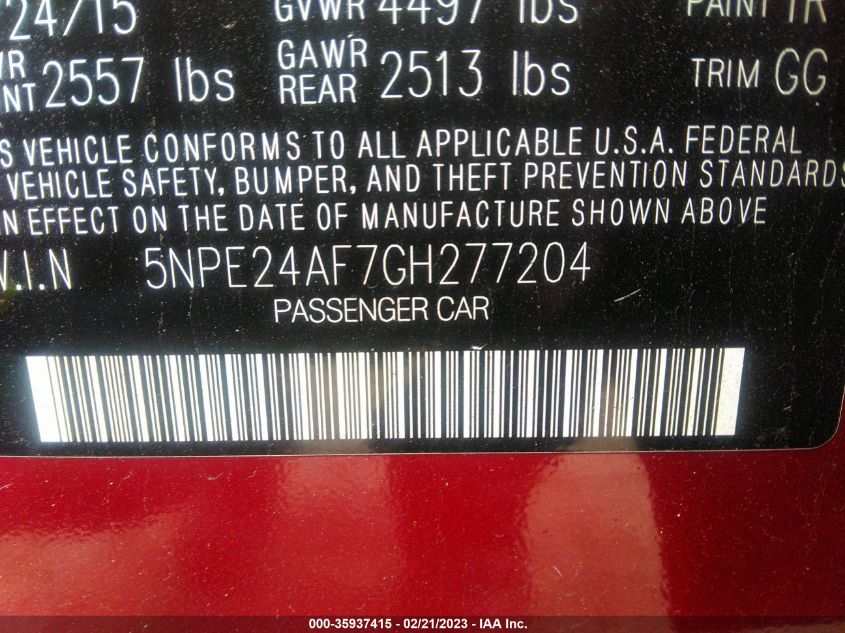 24/15 GVWR 4497 lbs PAINT TR
2557 lbs GAWR REAR 2513 lbs TRIM GG
VEHICLE CONFORMS TO ALL APPLICABLE U.S.A. FEDERAL
VEHICLE SAFETY, BUMPER, AND THEFT PREVENTION STANDARDS
EFFECT ON THE DATE OF MANUFACTURE SHOWN ABOVE
V.I.N 5NPE24AF7GH277204
PASSENGER CAR
000-35937415 - 02/21/2023 - IAA Inc.